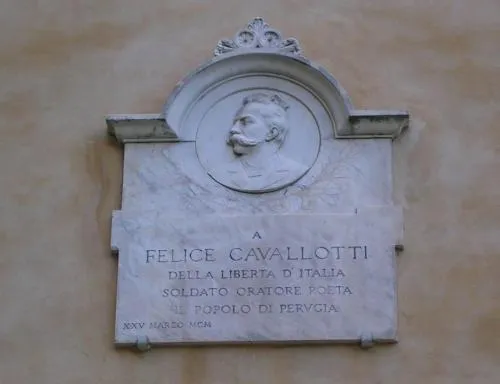 A
FELICE CAVALLOTTI
DELLA LIBERTA D'ITALIA
SOLDATO ORATORE POETA
IL POPOLO DI PERVGIA
XXV MARZO MCM